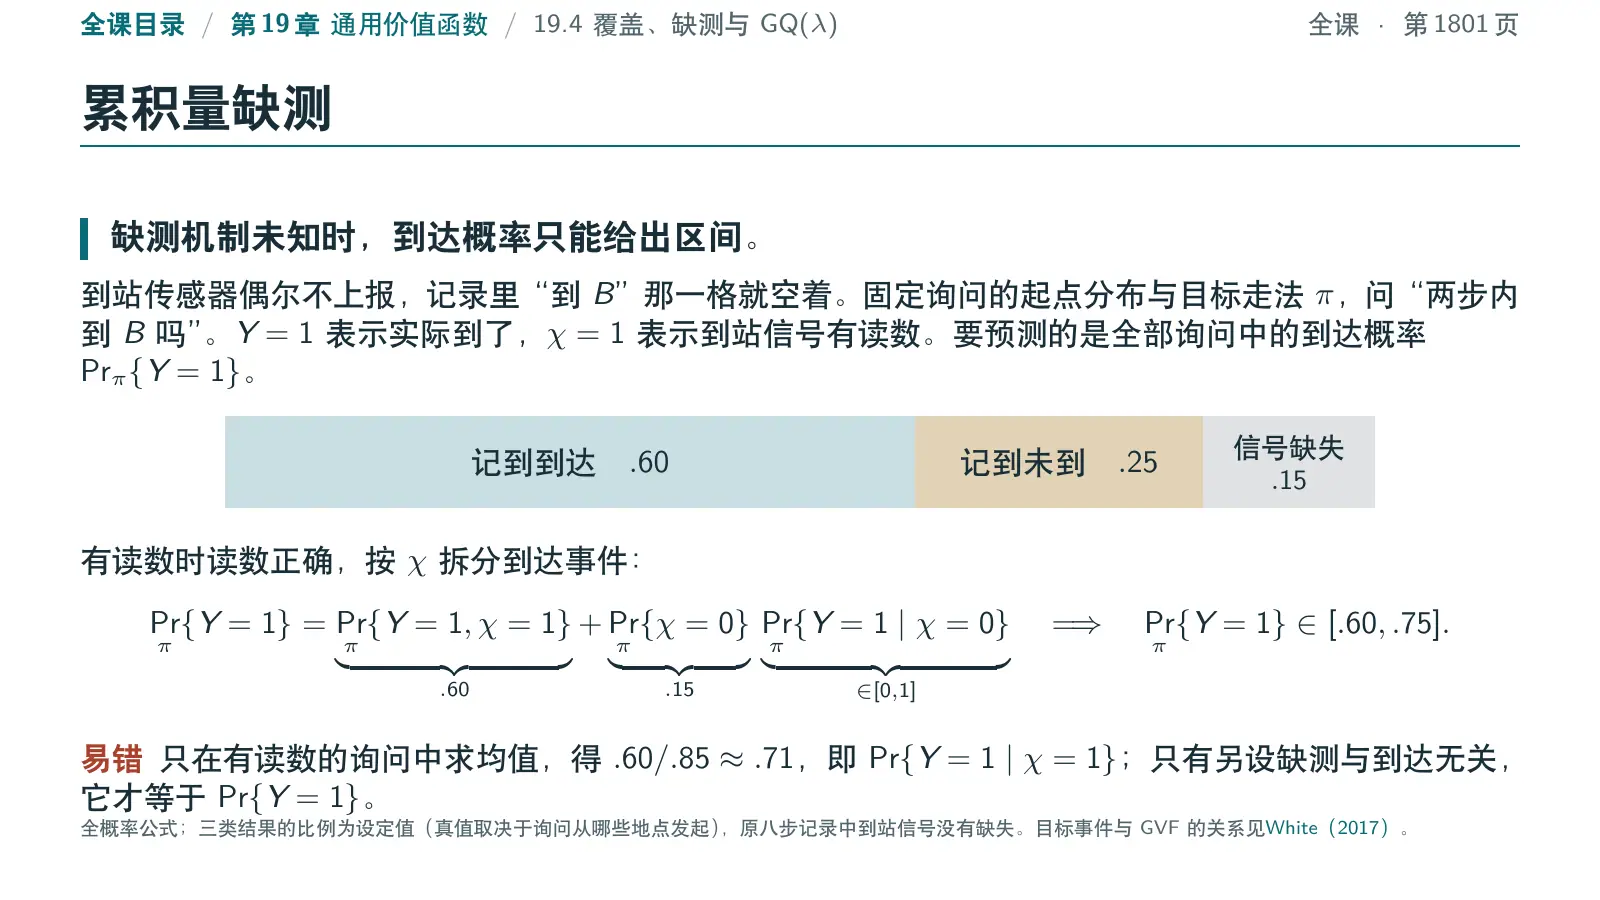 全课目录 / 第19章 通用价值函数 / 19.4 覆盖、缺测与 GQ(λ)
全课 · 第1801页
累积量缺测
缺测机制未知时，到达概率只能给出区间。
到站传感器偶尔不上报，记录里“到 B”那一格就空着。固定询问的起点分布与目标走法 π，问“两步内
到 B 吗”。Y = 1 表示实际到了，χ = 1 表示到站信号有读数。要预测的是全部询问中的到达概率
Prπ{Y = 1}。
记到到达 .60
记到未到 .25
信号缺失
.15
有读数时读数正确，按 χ 拆分到达事件：
Prπ{Y = 1} = Prπ{Y = 1, χ = 1} + Prπ{χ = 0} Prπ{Y = 1 | χ = 0} ⟹ Prπ{Y = 1} ∈ [.60, .75].
.60 .15 ∈[0,1]
易错 只在有读数的询问中求均值，得 .60/.85 ≈ .71，即 Pr{Y = 1 | χ = 1}；只有另设缺测与到达无关，
它才等于 Pr{Y = 1}。
全概率公式；三类结果的比例为设定值（真值取决于询问从哪些地点发起），原八步记录中到站信号没有缺失。目标事件与 GVF 的关系见White（2017）。